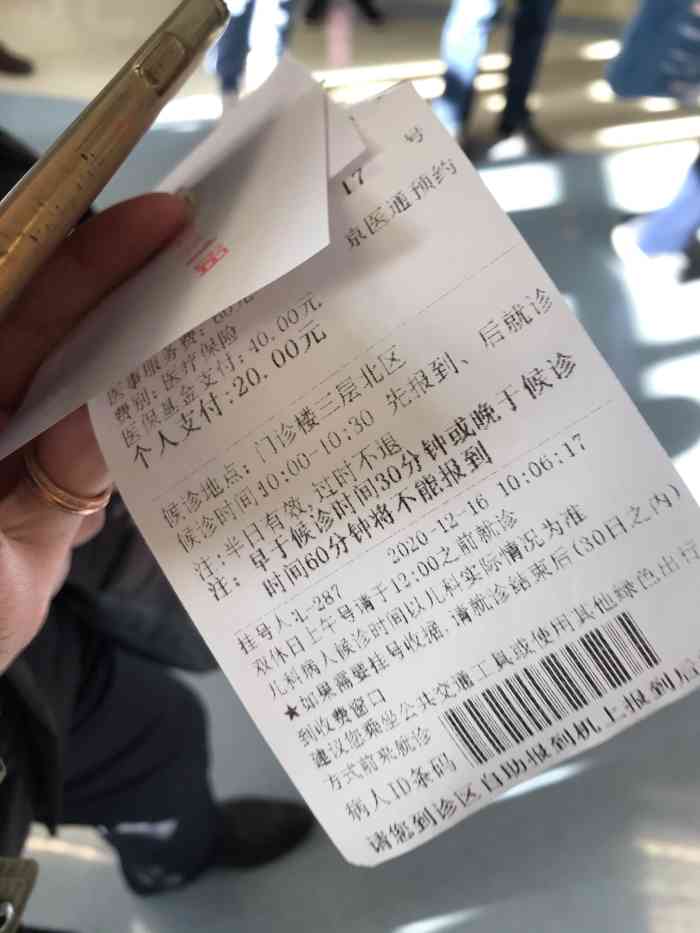 17 号
京医通预约
医事服务费:
费别: 医疗保险
医保基金支付: 40.00元
个人支付:20.00元
候诊地点: 门诊楼三层北区
候诊时间:10:00-10:30 先报到、后就诊
注:半日有效,过时不退
注: 早于候诊时间30分钟或晚于候诊
时间60分钟将不能报到
挂号人:L-287 2020-12-16 10:06:17
双休日上午号请于12:00之前就诊
儿科病人候诊时间以儿科实际情况为准
★如果需要挂号收据,请就诊结束后(30日之内)
到收费窗口
建议您乘坐公共交通工具或使用其他绿色出行
方式前来就诊
病人ID条码
请您到诊区自助报到机上报到后